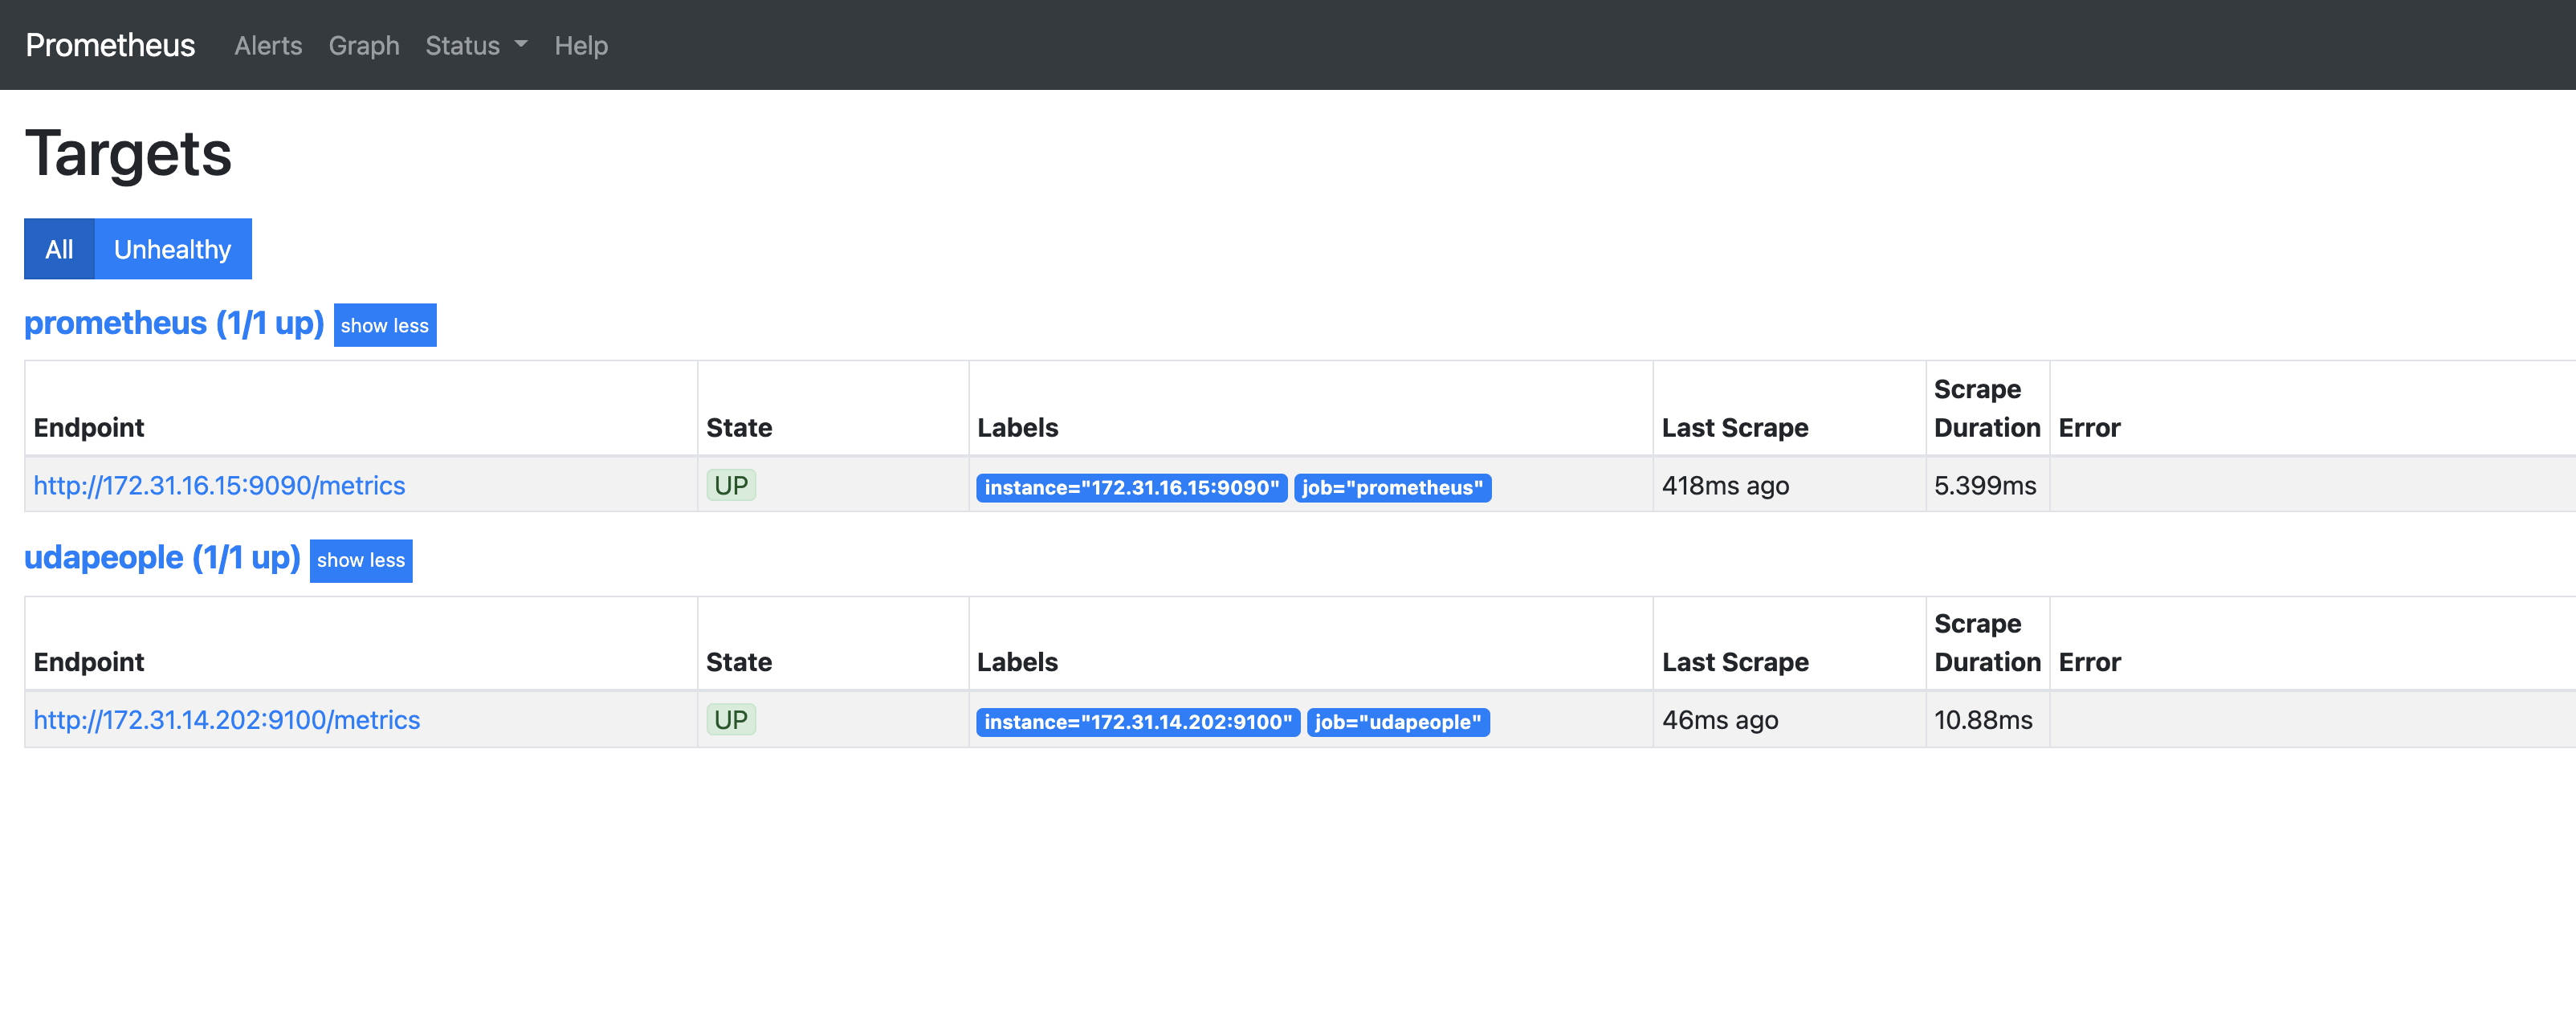 Prometheus Alerts Graph Status Help
Targets
All Unhealthy
prometheus (1/1 up) show less
Endpoint State Labels Last Scrape Scrape Duration Error
http://172.31.16.15:9090/metrics UP instance="172.31.16.15:9090" job="prometheus" 418ms ago 5.399ms
udapeople (1/1 up) show less
Endpoint State Labels Last Scrape Scrape Duration Error
http://172.31.14.202:9100/metrics UP instance="172.31.14.202:9100" job="udapeople" 46ms ago 10.88ms